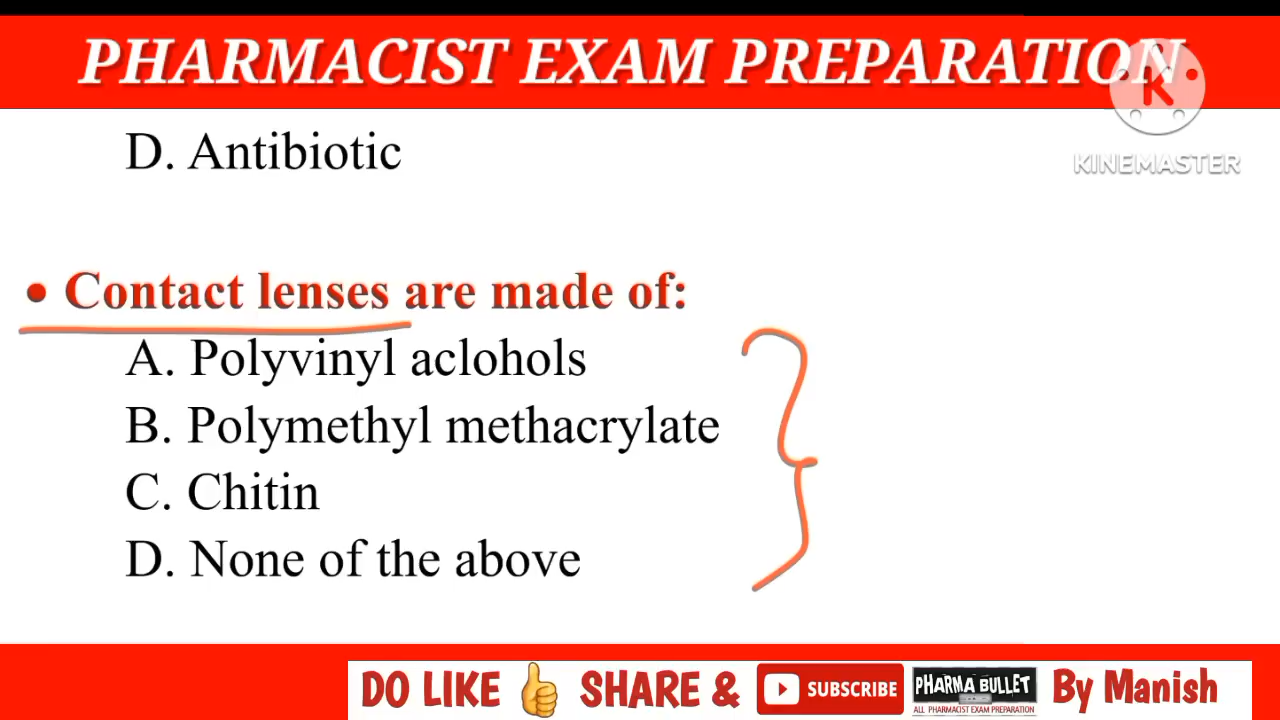 PHARMACIST EXAM PREPARATION
K
KINEMASTER
D. Antibiotic
• Contact lenses are made of:
A. Polyvinyl aclohols
B. Polymethyl methacrylate
C. Chitin
D. None of the above
DO LIKE 👍 SHARE & SUBSCRIBE PHARMA BULLET By Manish
ALL PHARMACIST EXAM PREPARATION